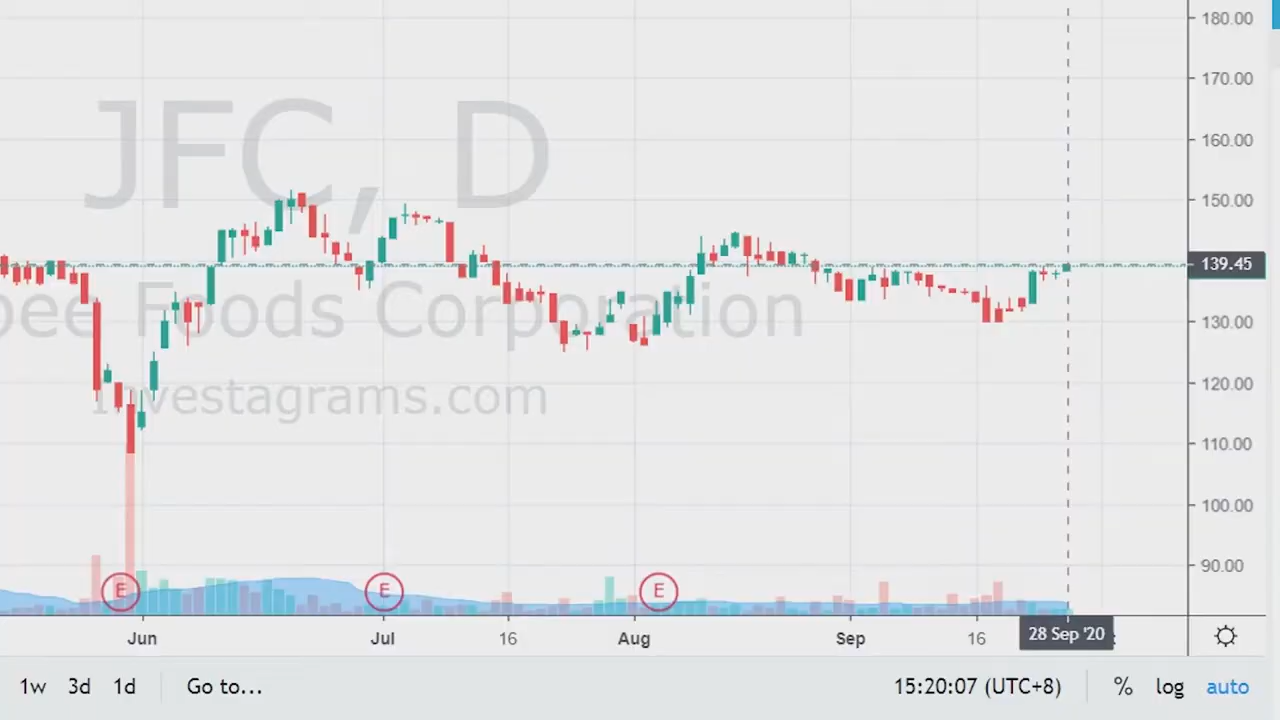 180.00
170.00
160.00
JFC, D
150.00
139.45
bee Foods Corporation
130.00
120.00
Investagrams.com
110.00
100.00
90.00
E E E
Jun Jul 16 Aug Sep 16 28 Sep '20
1w 3d 1d Go to... 15:20:07 (UTC+8) % log auto